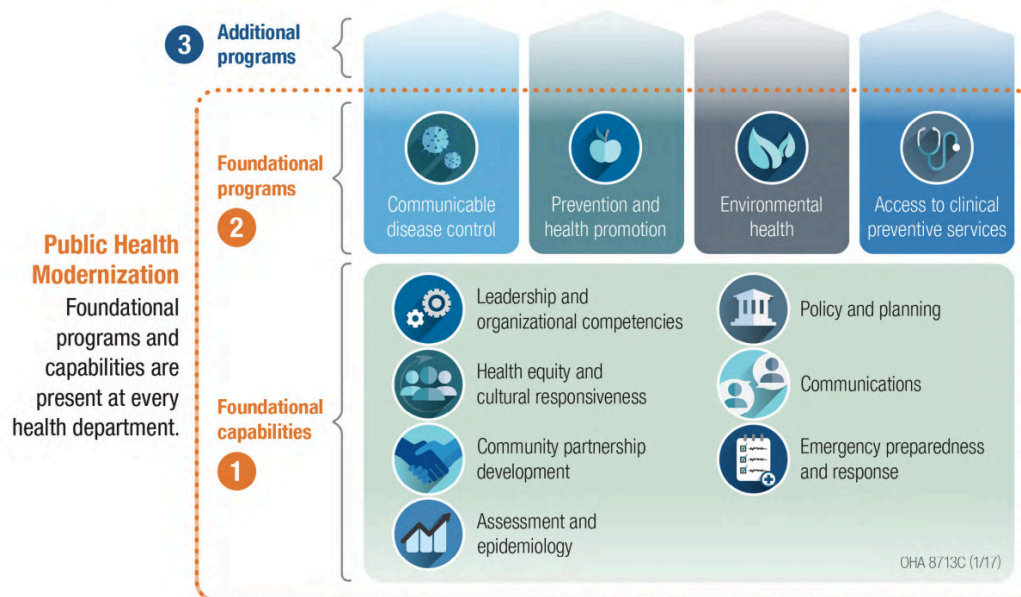 3
Additional
programs
Foundational
programs
2
Communicable
disease control
Prevention and
health promotion
Environmental
health
Access to clinical
preventive services
Public Health
Modernization
Foundational
programs and
capabilities are
present at every
health department.
Foundational
capabilities
1
Leadership and
organizational competencies
Health equity and
cultural responsiveness
Community partnership
development
Assessment and
epidemiology
Policy and planning
Communications
Emergency preparedness
and response
OHA 8713C (1/17)